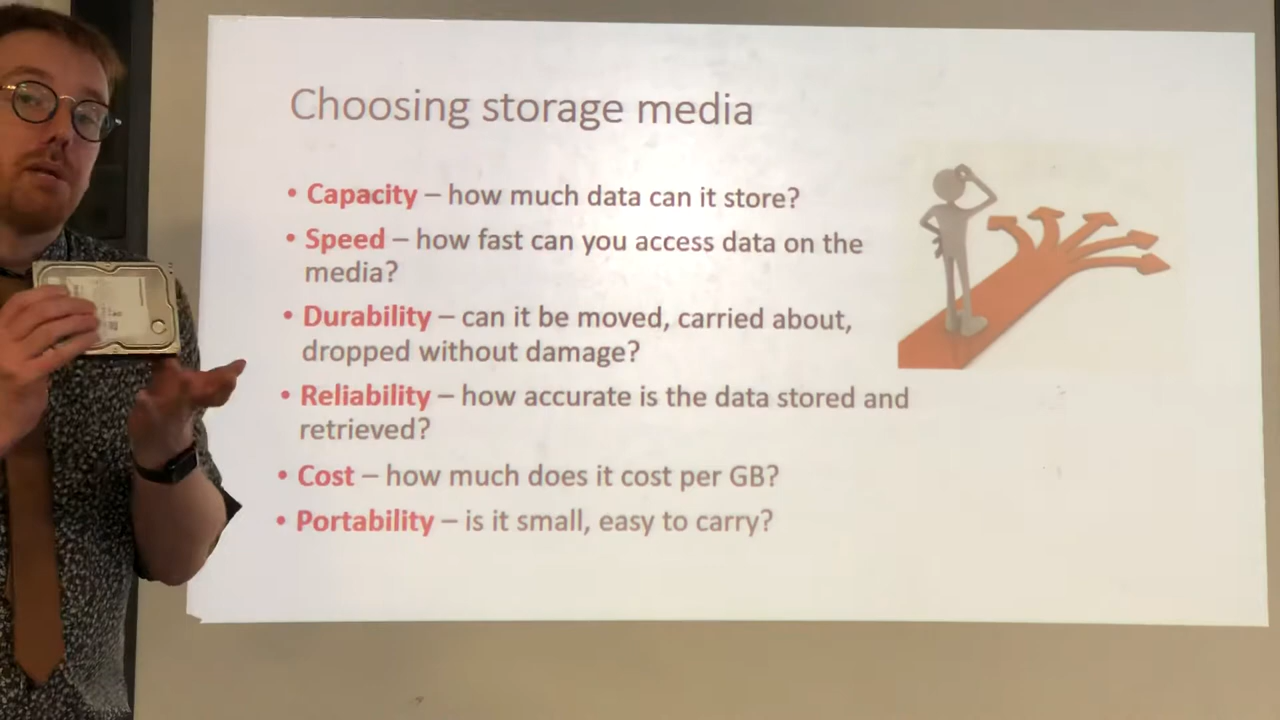 Choosing storage media
• Capacity – how much data can it store?
• Speed – how fast can you access data on the
media?
• Durability – can it be moved, carried about,
dropped without damage?
• Reliability – how accurate is the data stored and
retrieved?
• Cost – how much does it cost per GB?
• Portability – is it small, easy to carry?